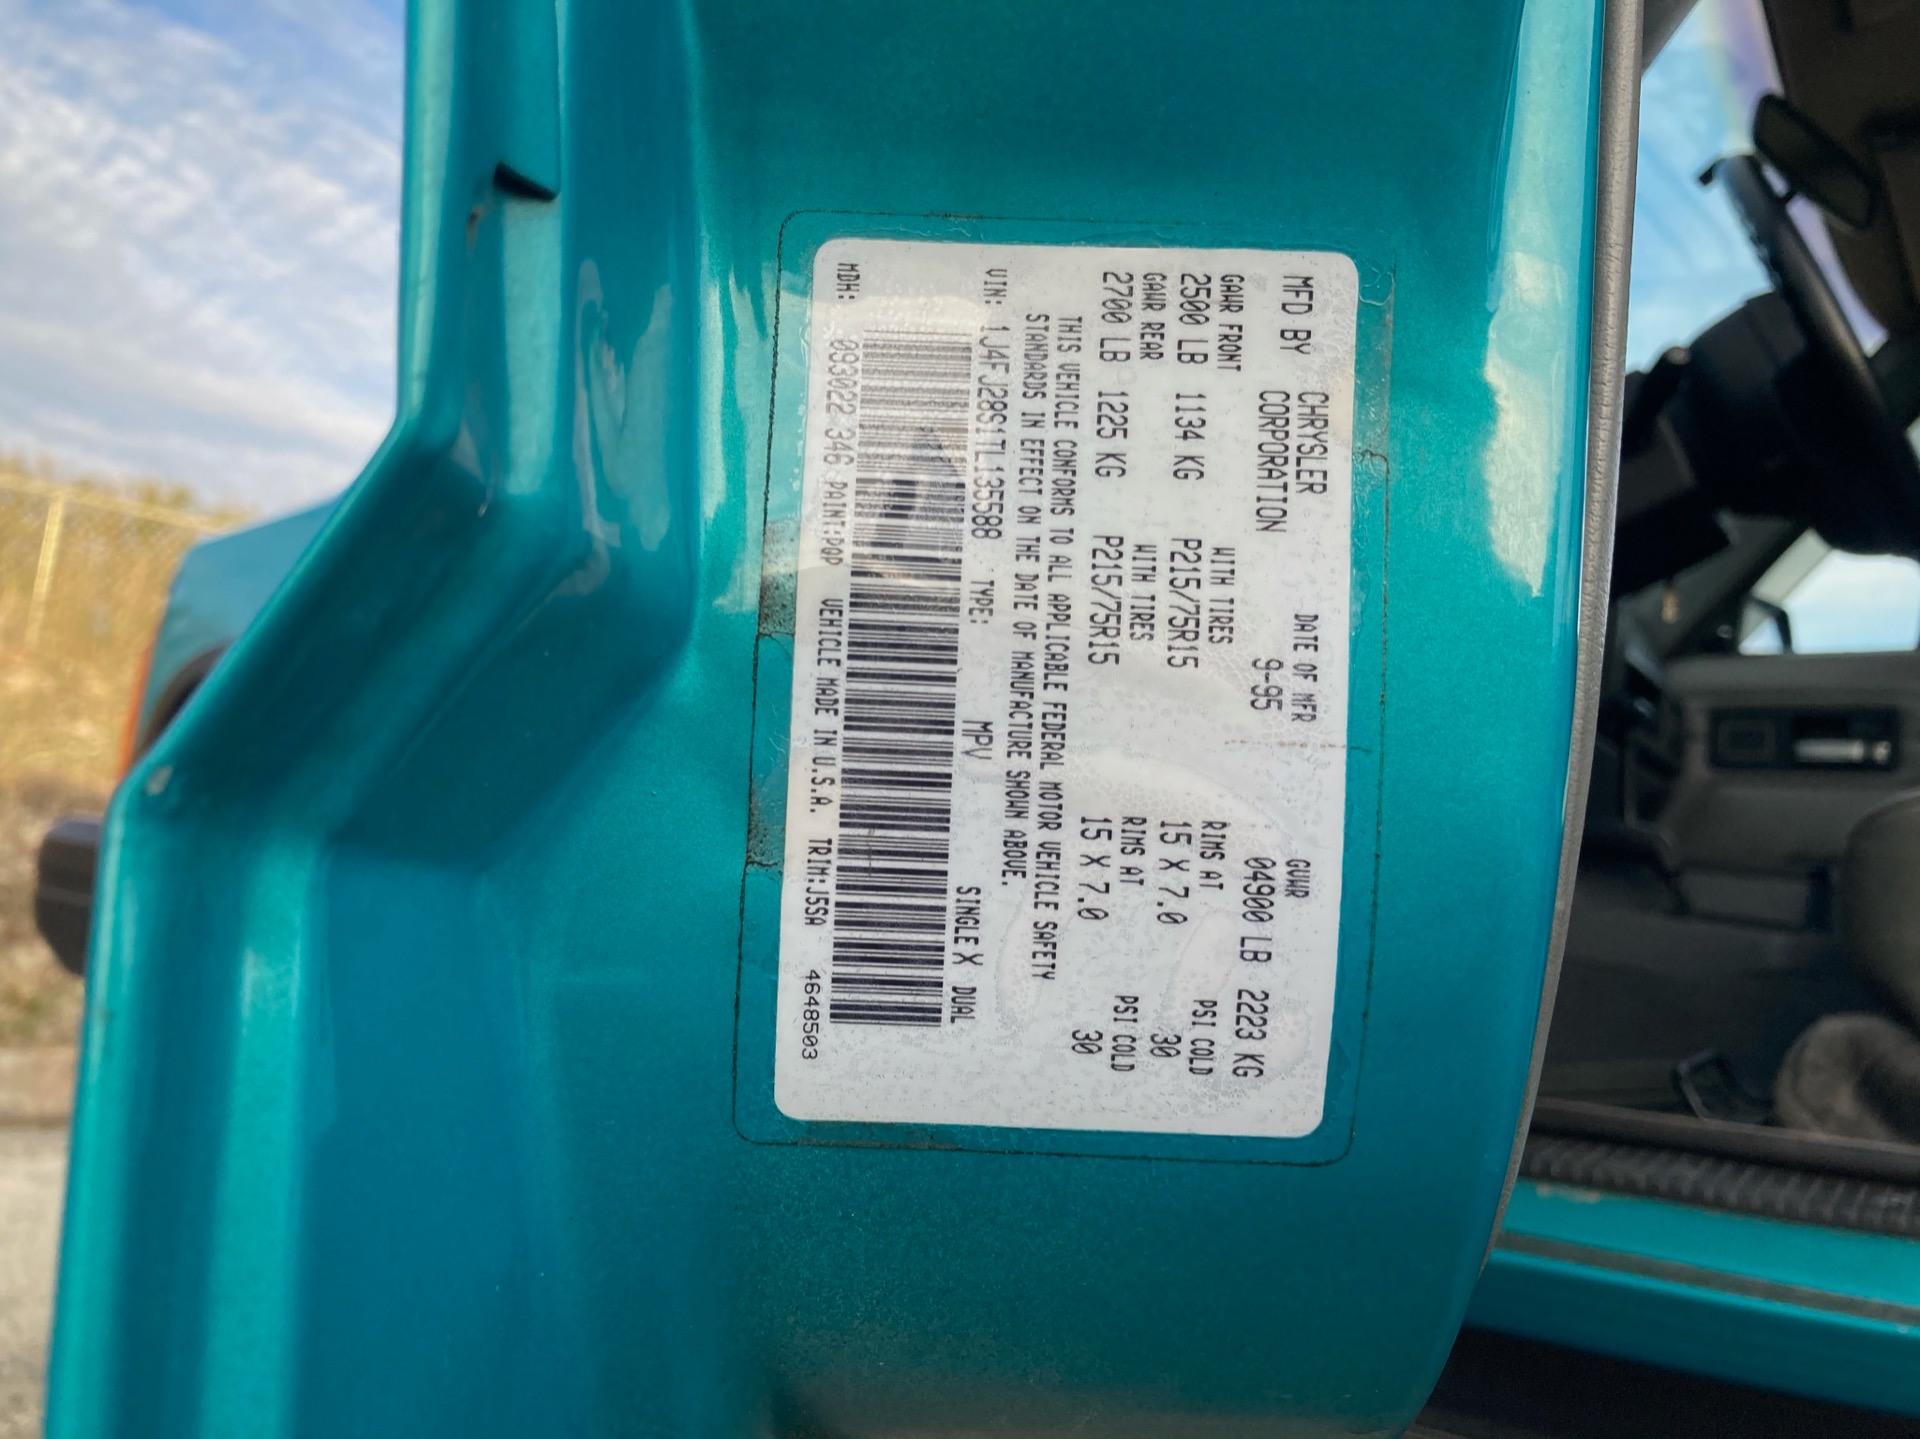 MFD BY CHRYSLER CORPORATION DATE OF MFR 9-95 GVWR 04900 LB 2223 KG
GAWR FRONT WITH TIRES RIMS AT PSI COLD
2500 LB 1134 KG P215/75R15 15 X 7.0 30
GAWR REAR WITH TIRES RIMS AT PSI COLD
2700 LB 1225 KG P215/75R15 15 X 7.0 30
THIS VEHICLE CONFORMS TO ALL APPLICABLE FEDERAL MOTOR VEHICLE SAFETY
STANDARDS IN EFFECT ON THE DATE OF MANUFACTURE SHOWN ABOVE.
VIN: 1J4FJ28S1TL135588 TYPE: MPV SINGLE X DUAL
MDH: 093022 346 PAINT:PQP VEHICLE MADE IN U.S.A. TRIM:J5SA 4648503